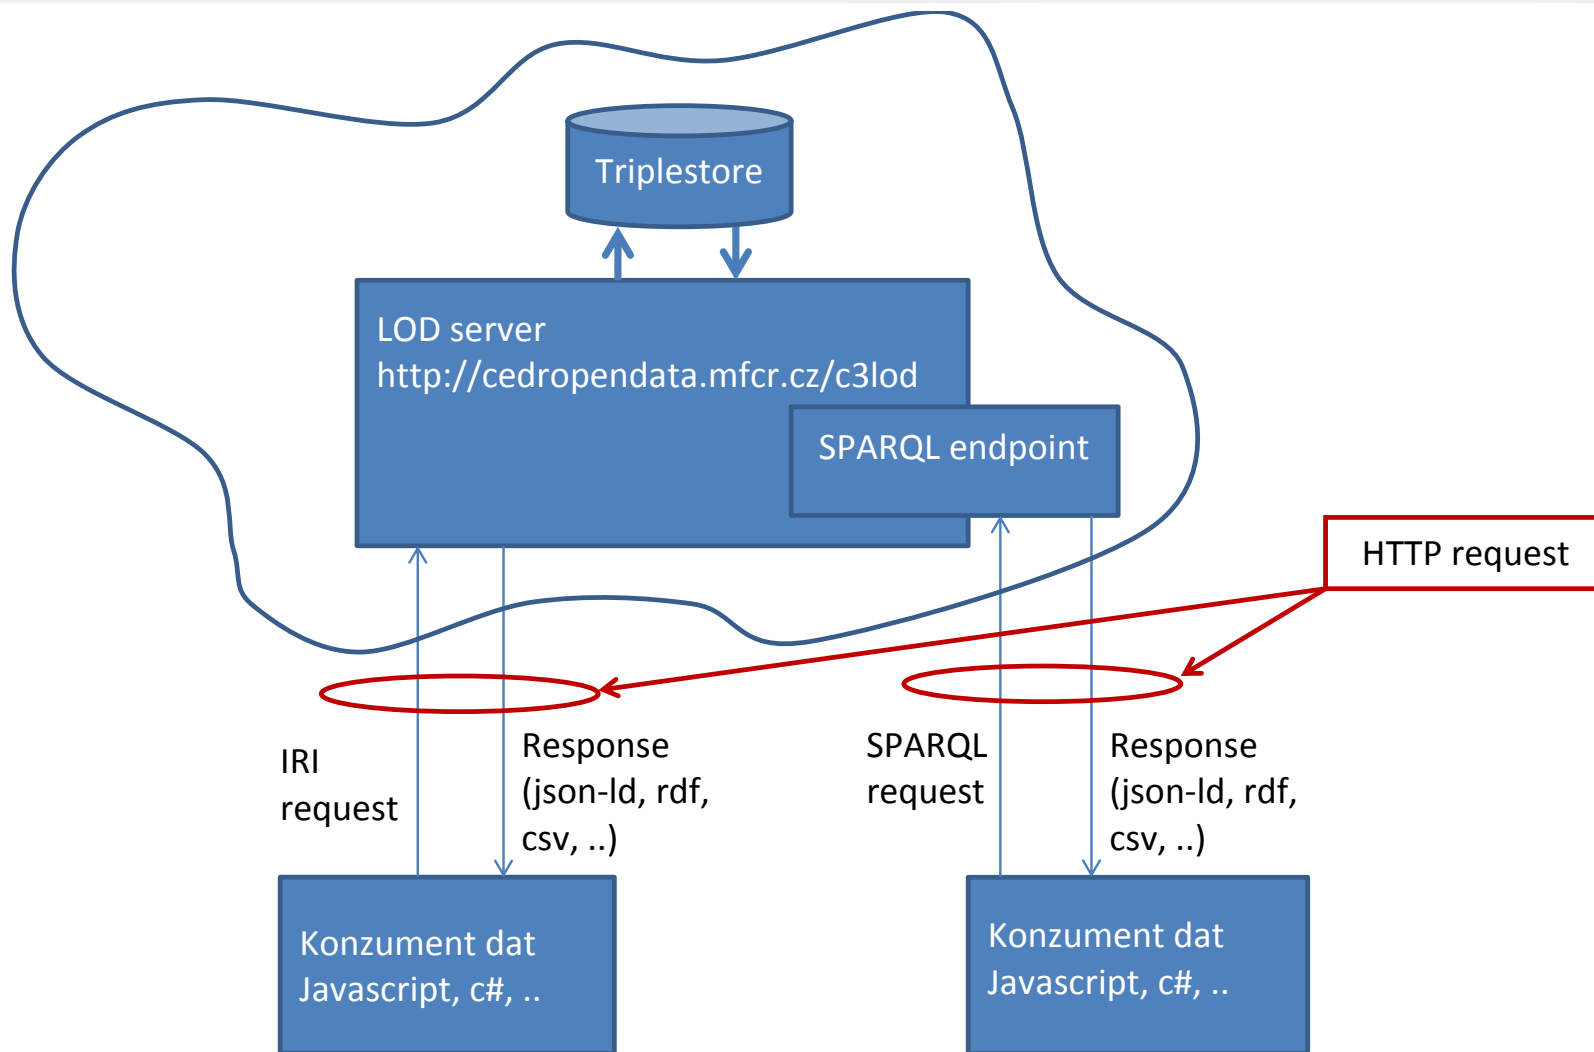 Triplestore
LOD server
http://cedropendata.mfcr.cz/c3lod
SPARQL endpoint
HTTP request
IRI
request
Response
(json-ld, rdf,
csv, ..)
SPARQL
request
Response
(json-ld, rdf,
csv, ..)
Konzument dat
Javascript, c#, ..
Konzument dat
Javascript, c#, ..